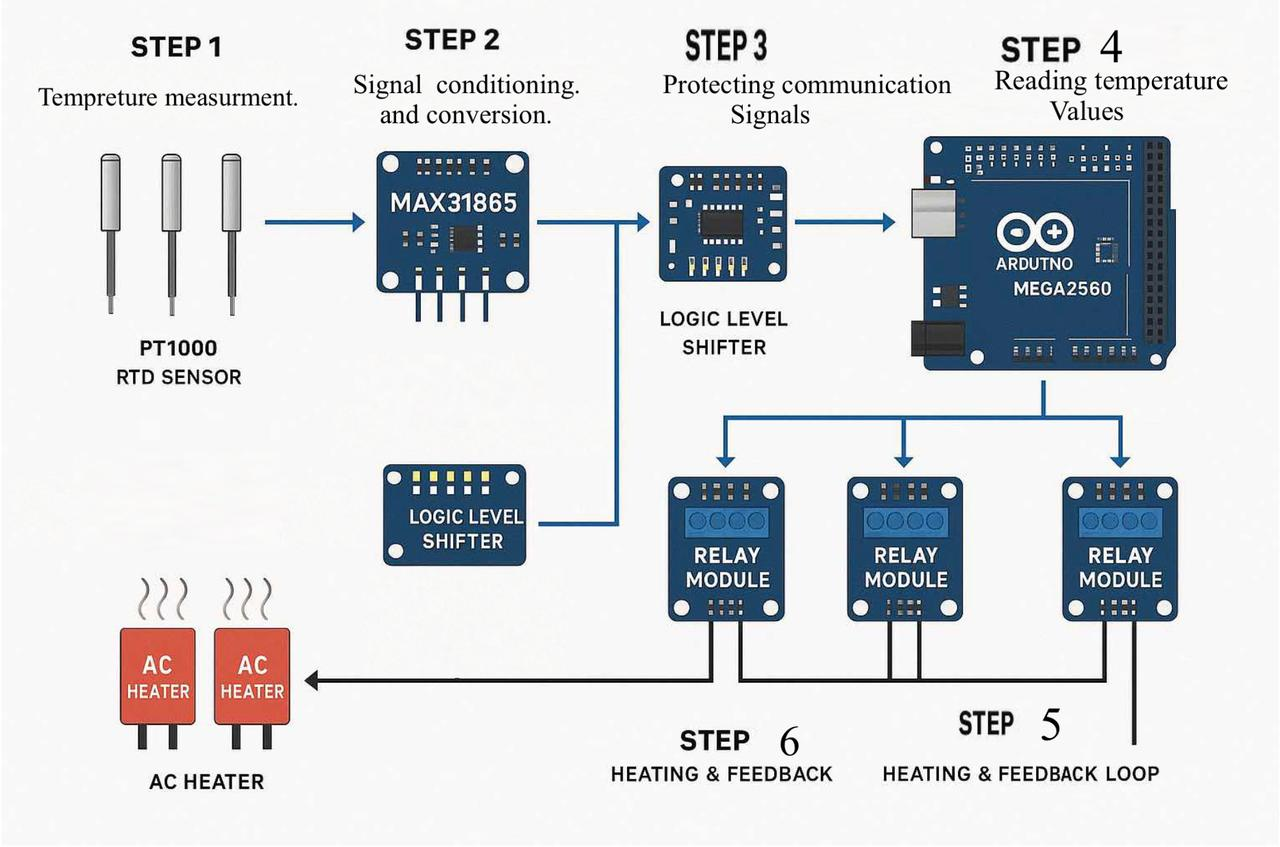 STEP 1
Tempreture measurment.
STEP 2
Signal conditioning.
and conversion.
STEP 3
Protecting communication
Signals
STEP 4
Reading temperature
Values
PT1000
RTD SENSOR
MAX31865
LOGIC LEVEL
SHIFTER
ARDUTNO
MEGA2560
LOGIC LEVEL
SHIFTER
RELAY
MODULE
RELAY
MODULE
RELAY
MODULE
AC
HEATER
AC
HEATER
AC HEATER
STEP 6
HEATING & FEEDBACK
STEP 5
HEATING & FEEDBACK LOOP